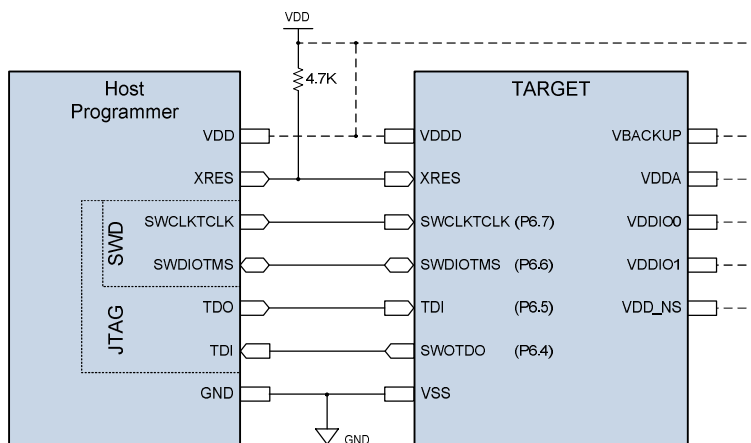 VDD
4.7K
Host
Programmer
TARGET
VDD
VDDD
VBACKUP
XRES
XRES
VDDA
SWD
SWCLKTCLK
SWCLKTCLK (P6.7)
VDDIO0
SWDIOTMS
SWDIOTMS (P6.6)
VDDIO1
JTAG
TDO
TDI (P6.5)
VDD_NS
TDI
SWOTDO (P6.4)
GND
VSS
GND